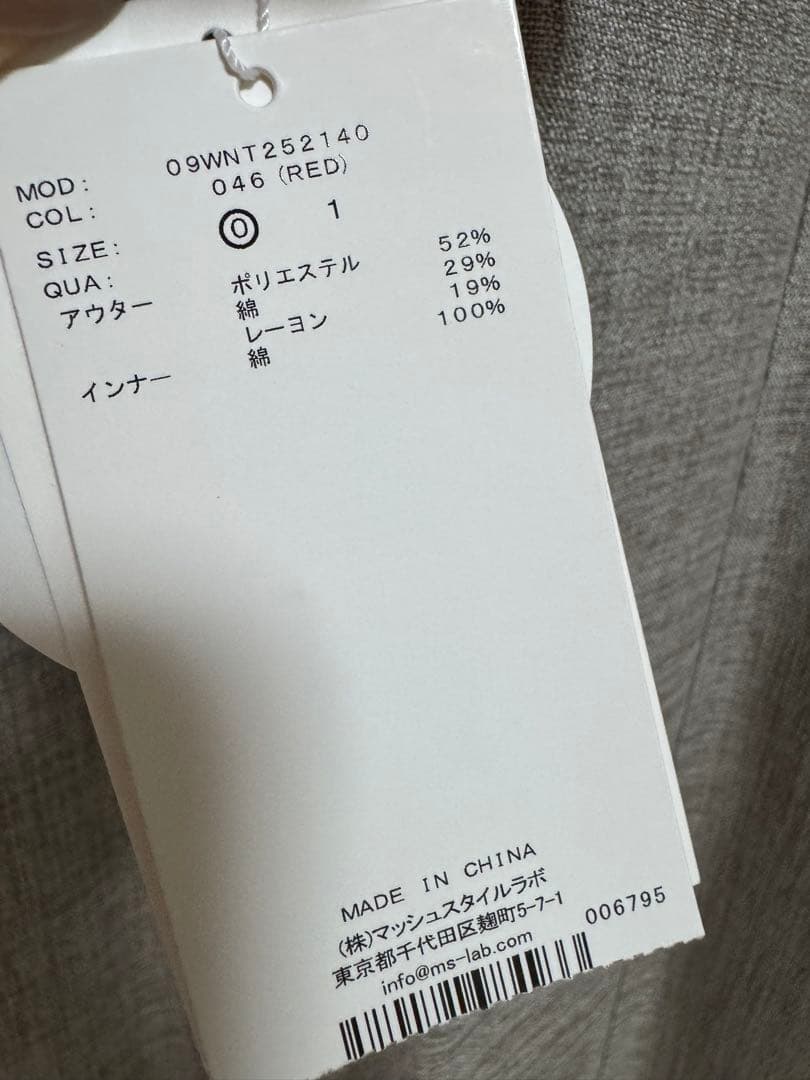 MOD: 09WNT252140
COL: 046 (RED)
SIZE: 0 1
QUA:
アウター ポリエステル 52%
綿 29%
レーヨン 19%
インナー 綿 100%
MADE IN CHINA
(株)マッシュスタイルラボ
東京都千代田区麹町5-7-1
info@ms-lab.com
006795